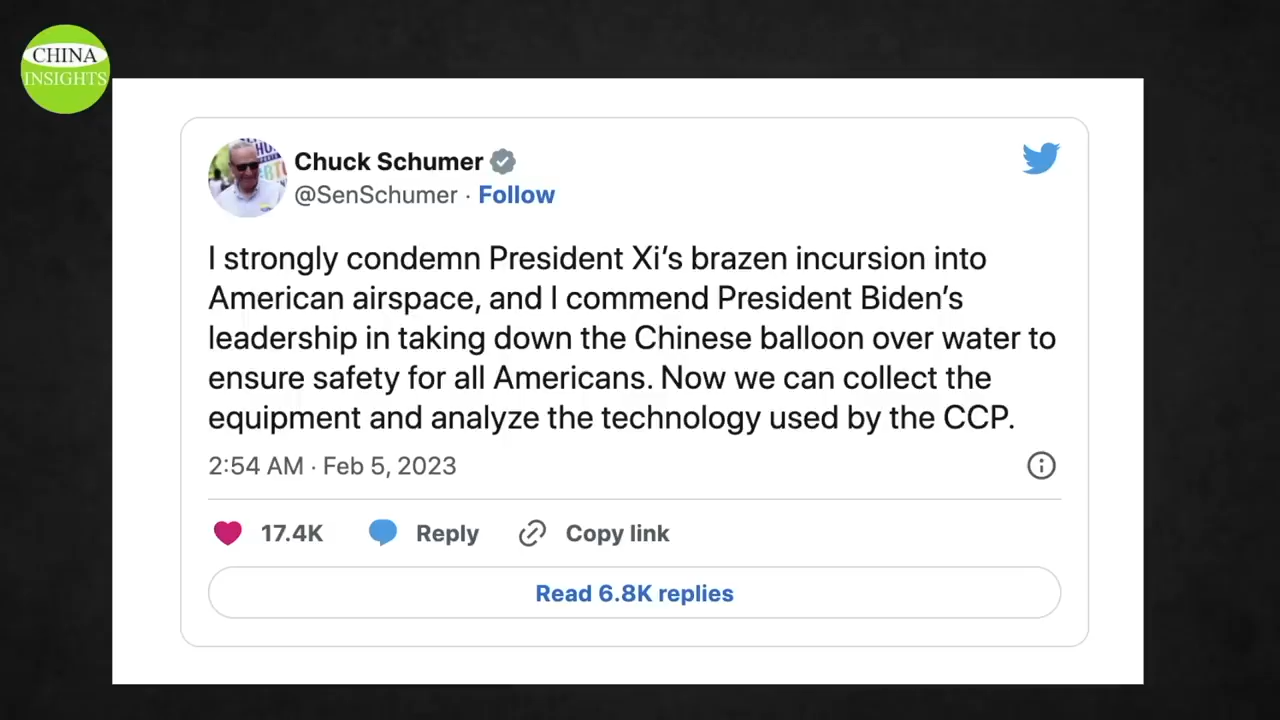 CHINA
INSIGHTS
Chuck Schumer
@SenSchumer · Follow
I strongly condemn President Xi’s brazen incursion into
American airspace, and I commend President Biden’s
leadership in taking down the Chinese balloon over water to
ensure safety for all Americans. Now we can collect the
equipment and analyze the technology used by the CCP.
2:54 AM · Feb 5, 2023
17.4K Reply Copy link
Read 6.8K replies